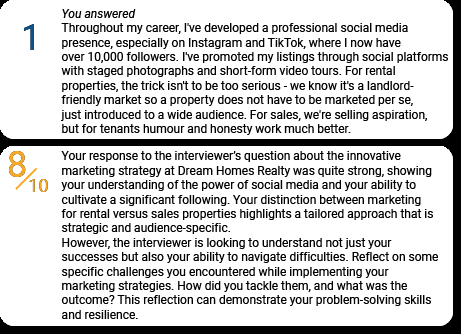 You answered
1
Throughout my career, I've developed a professional social media
presence, especially on Instagram and TikTok, where I now have
over 10,000 followers. I've promoted my listings through social platforms
with staged photographs and short-form video tours. For rental
properties, the trick isn't to be too serious - we know it's a landlord-
friendly market so a property does not have to be marketed per se,
just introduced to a wide audience. For sales, we're selling aspiration,
but for tenants humour and honesty work much better.
8/10
Your response to the interviewer's question about the innovative
marketing strategy at Dream Homes Realty was quite strong, showing
your understanding of the power of social media and your ability to
cultivate a significant following. Your distinction between marketing
for rental versus sales properties highlights a tailored approach that is
strategic and audience-specific.
However, the interviewer is looking to understand not just your
successes but also your ability to navigate difficulties. Reflect on some
specific challenges you encountered while implementing your
marketing strategies. How did you tackle them, and what was the
outcome? This reflection can demonstrate your problem-solving skills
and resilience.